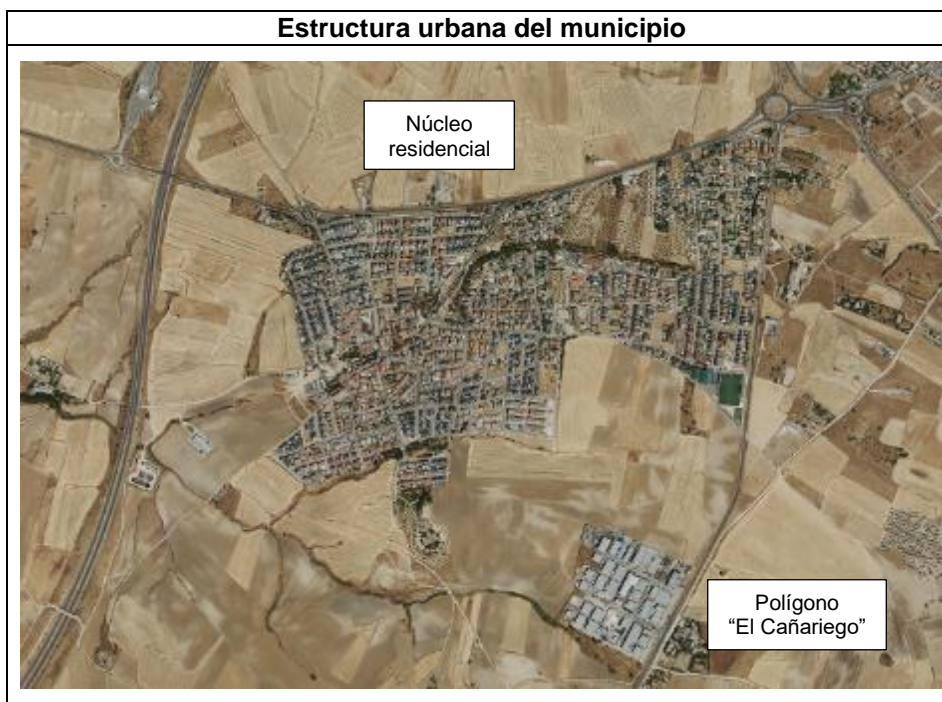 Estructura urbana del municipio
Núcleo
residencial
Polígono
“El Cañariego”